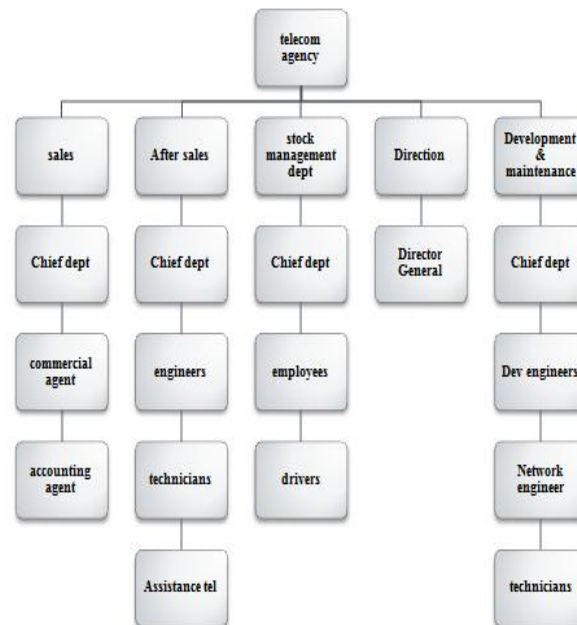 telecom
agency
sales
After sales
stock
management
dept
Direction
Development
&
maintenance
Chief dept
Chief dept
Chief dept
Director
General
Chief dept
commercial
agent
engineers
employees
Dev engineers
accounting
agent
technicians
drivers
Network
engineer
Assistance tel
technicians